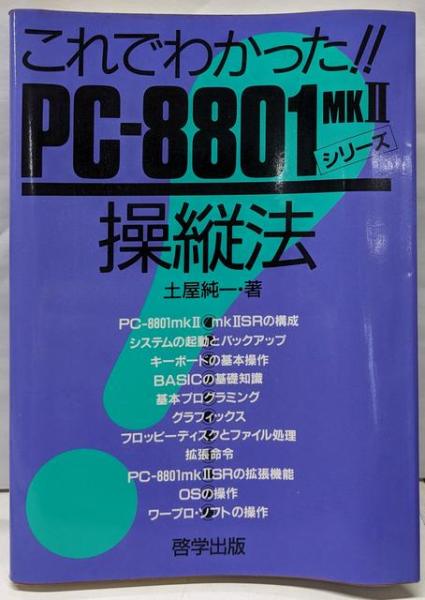 これでわかった!!
PC-8801MKII
シリーズ
操縦法
土屋純一・著
PC-8801mkII mkIISRの構成
システムの起動とバックアップ
キーボードの基本操作
BASICの基礎知識
基本プログラミング
グラフィックス
フロッピーディスクとファイル処理
拡張命令
PC-8801mkIISRの拡張機能
OSの操作
ワープロ・ソフトの操作
啓学出版